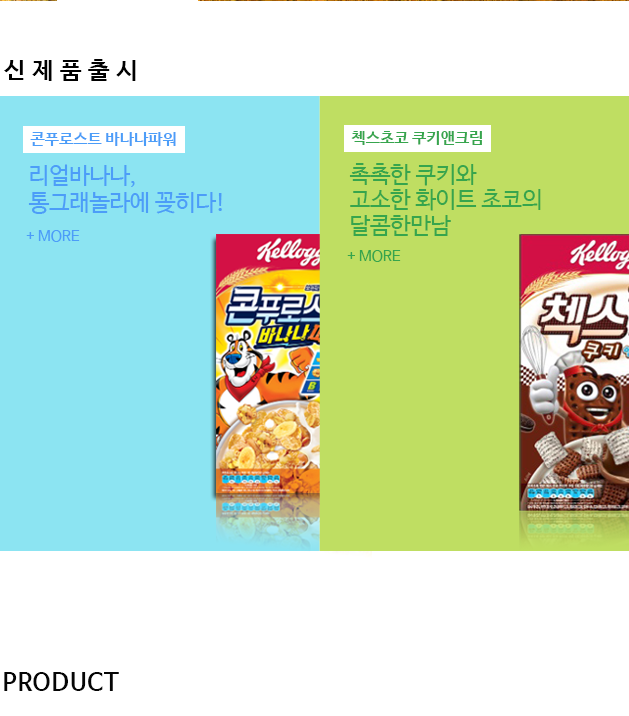 신 제 품 출 시
콘푸로스트 바나나파워
리얼바나나,
통그래놀라에 꽂히다!
+ MORE
콘푸로스
바나나
첵스초코 쿠키앤크림
촉촉한 쿠키와
고소한 화이트 초코의
달콤한만남
+ MORE
첵스
쿠키
PRODUCT